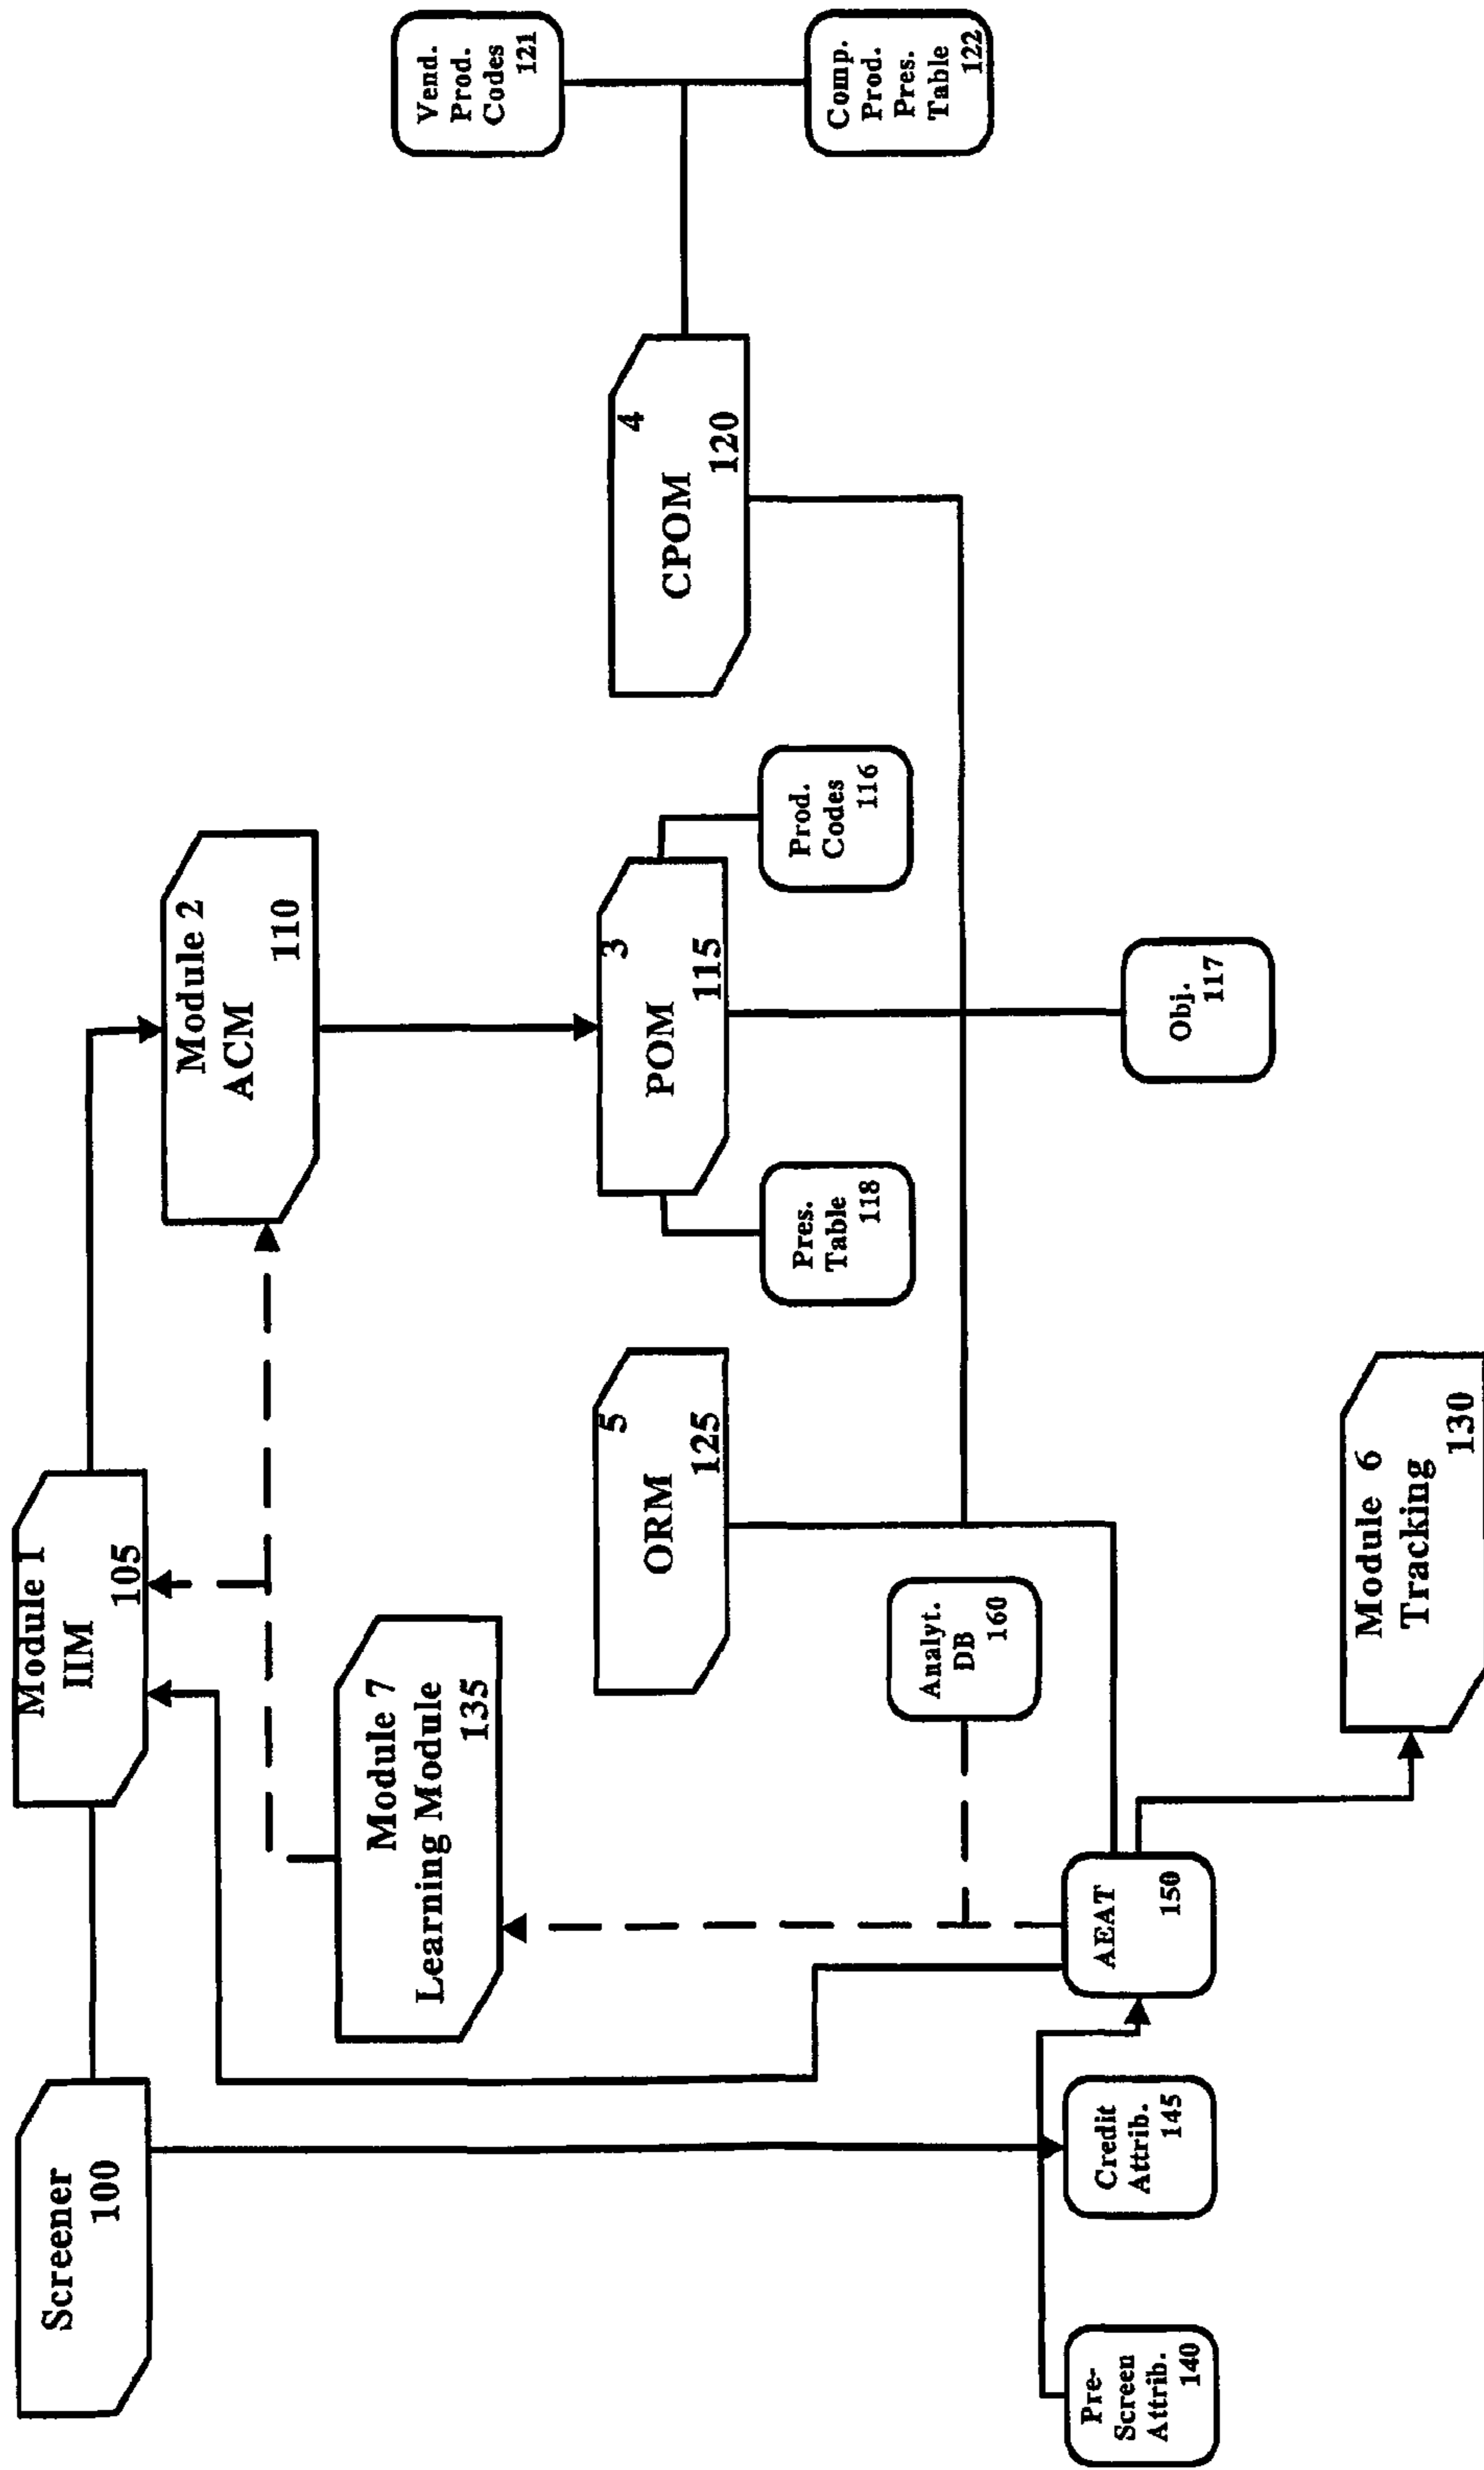 Screener
100
Module 1
IIM
105
Module 2
ACM
110
Vend.
Prod.
Codes
121
Module 7
Learning Module
135
ORM
5
125
POM
3
115
CPOM
4
120
Comp.
Prod.
Pres.
Table
122
Pres.
Table
118
Prod.
Codes
116
Analyt.
DB
160
Pre-
Screen
Attrib.
140
Credit
Attrib.
145
AEAT
150
Obj.
117
Module 6
Tracking
130